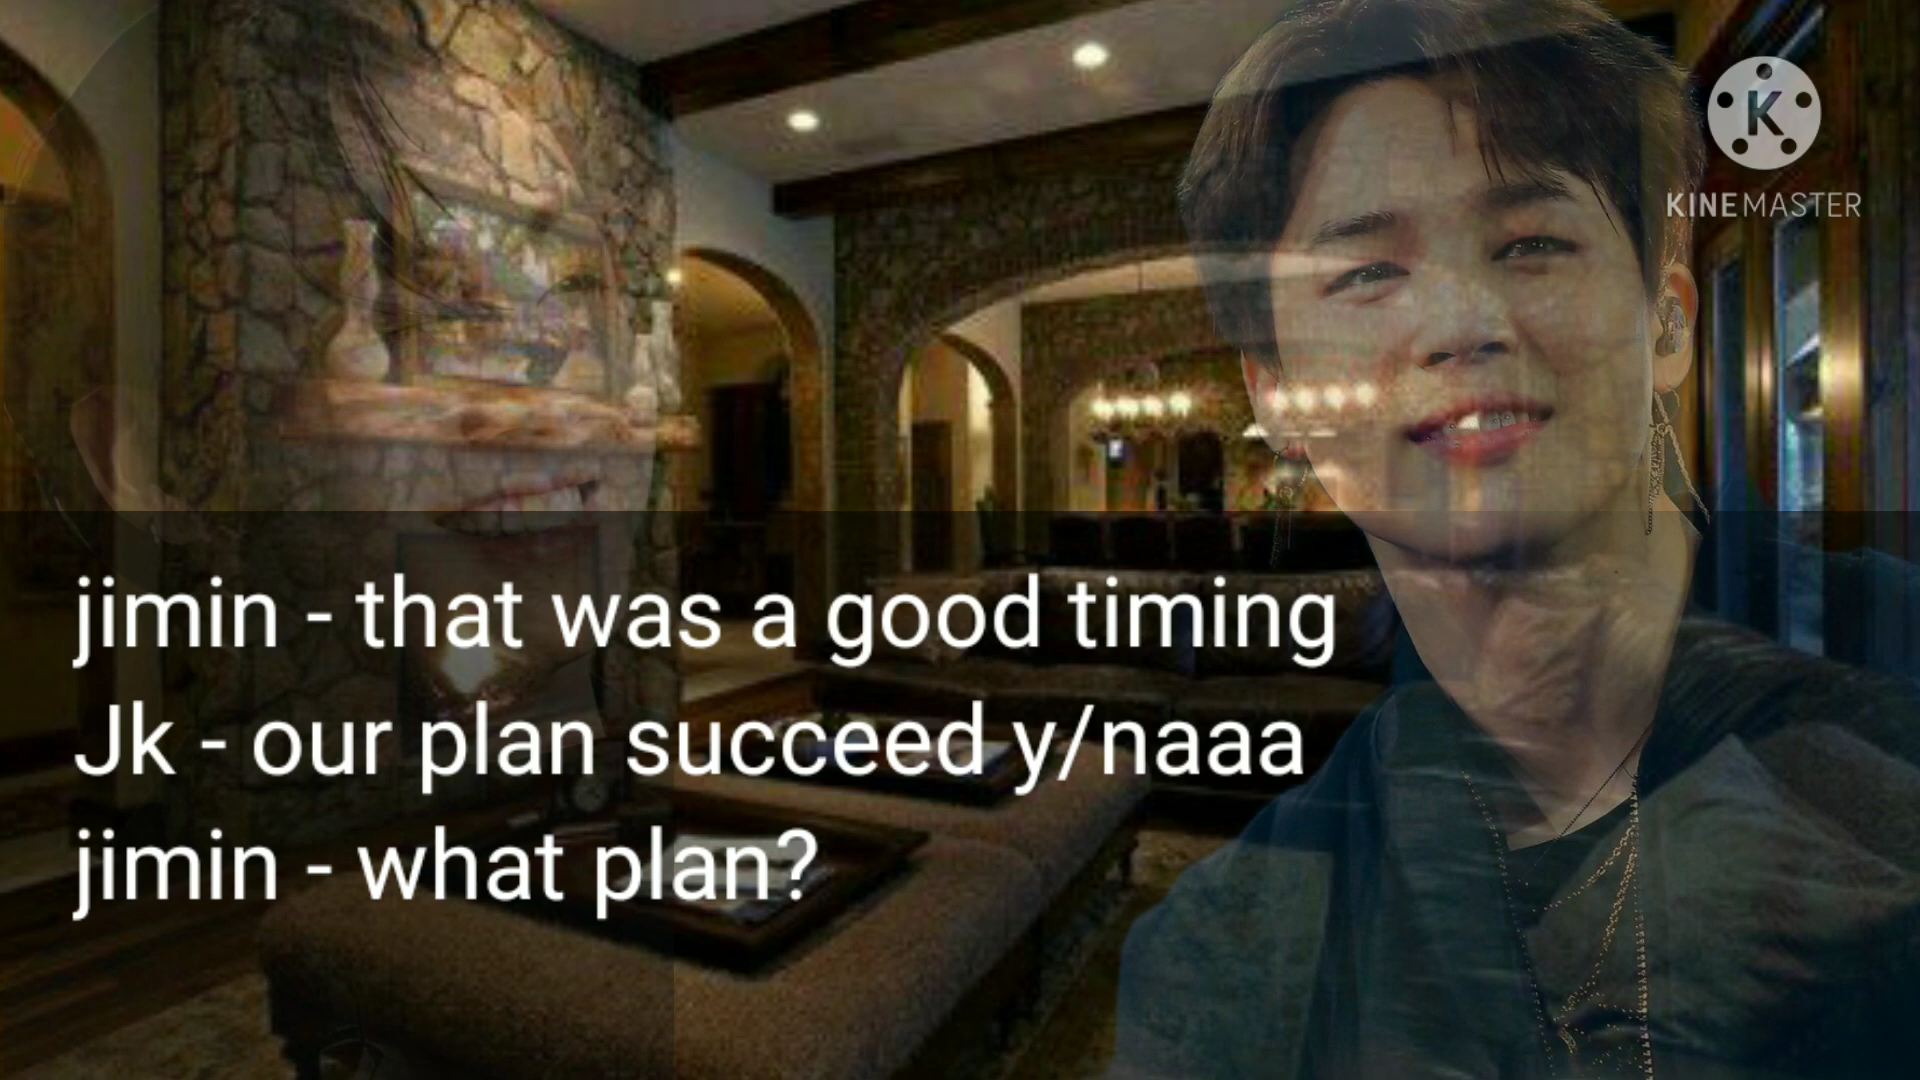 K
KINEMASTER
jimin - that was a good timing
Jk - our plan succeed y/naaa
jimin - what plan?